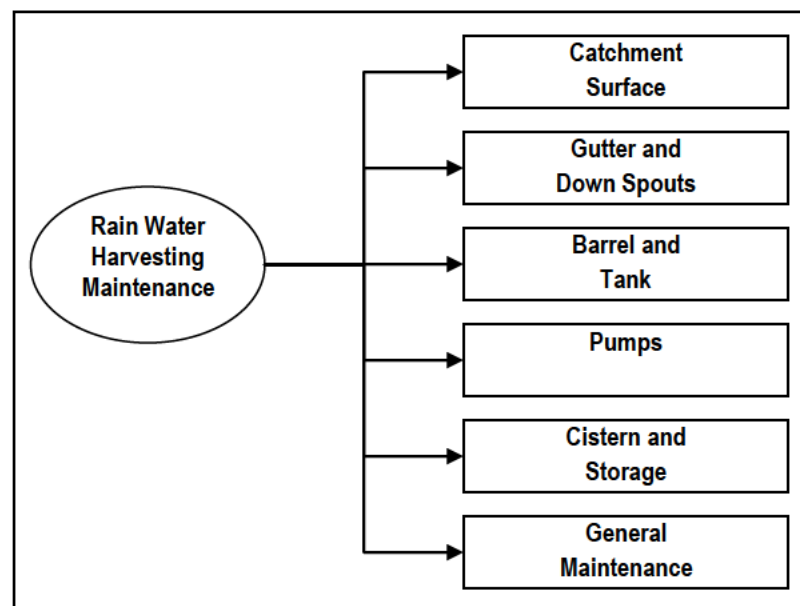 Rain Water
Harvesting
Maintenance
Catchment
Surface
Gutter and
Down Spouts
Barrel and
Tank
Pumps
Cistern and
Storage
General
Maintenance